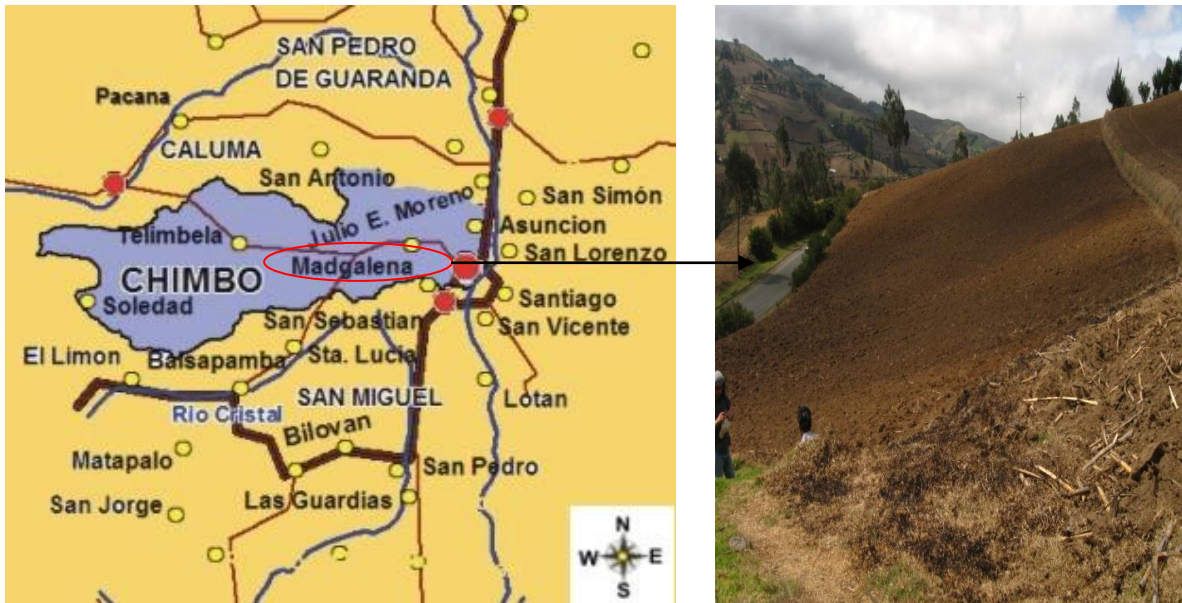 SAN PEDRO
DE GUARANDA
Pacana
CALUMA
San Antonio
San Simón
Julio E. Moreno
Asuncion
Telimbela
San Lorenzo
Madgalena
CHIMBO
Santiago
Soledad
San Sebastian
San Vicente
El Limon
Balsapamba
Sta. Lucia
SAN MIGUEL
Lotan
Rio Cristal
Bilovan
Matapalo
San Pedro
San Jorge
Las Guardias
N
W E
S